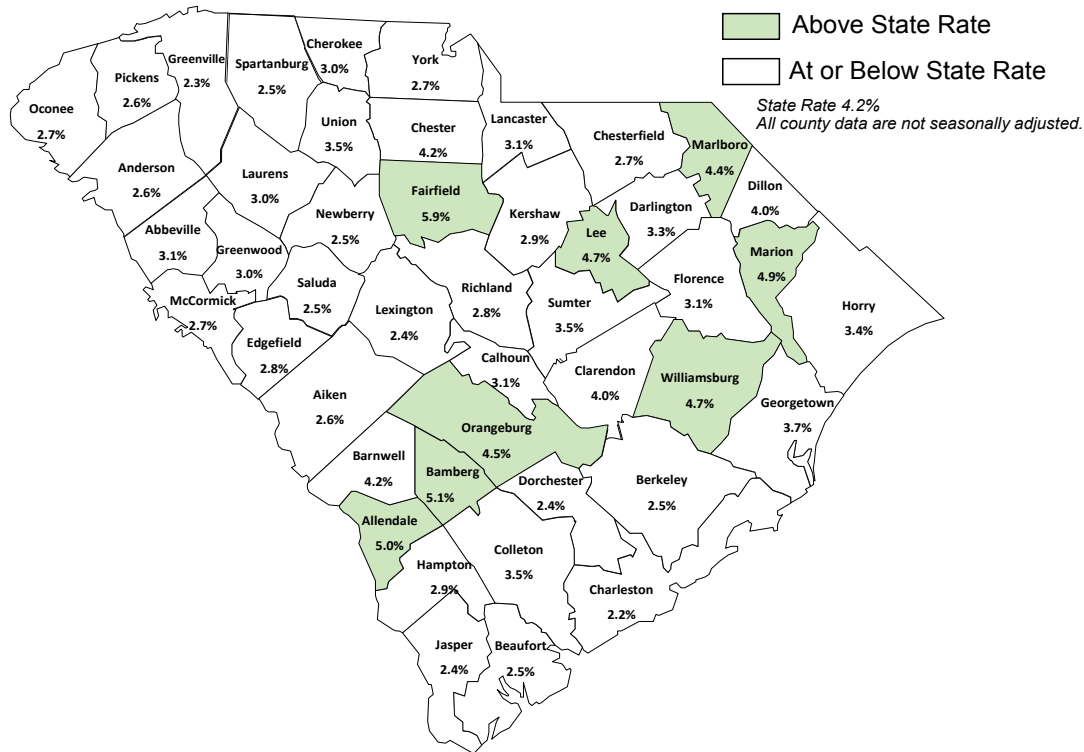 Above State Rate
At or Below State Rate
State Rate 4.2%
All county data are not seasonally adjusted.
Cherokee
3.0%
Greenville
2.3%
Spartanburg
2.5%
York
2.7%
Pickens
2.6%
Oconee
2.7%
Union
3.5%
Chester
4.2%
Lancaster
3.1%
Chesterfield
2.7%
Marlboro
4.4%
Anderson
2.6%
Laurens
3.0%
Fairfield
5.9%
Dillon
4.0%
Newberry
2.5%
Kershaw
2.9%
Darlington
3.3%
Lee
4.7%
Abbeville
3.1%
Greenwood
3.0%
Marion
4.9%
Saluda
2.5%
Richland
2.8%
Florence
3.1%
McCormick
2.7%
Lexington
2.4%
Sumter
3.5%
Horry
3.4%
Edgefield
2.8%
Calhoun
3.1%
Clarendon
4.0%
Williamsburg
4.7%
Aiken
2.6%
Georgetown
3.7%
Orangeburg
4.5%
Barnwell
4.2%
Bamberg
5.1%
Dorchester
2.4%
Berkeley
2.5%
Allendale
5.0%
Colleton
3.5%
Hampton
2.9%
Charleston
2.2%
Jasper
2.4%
Beaufort
2.5%